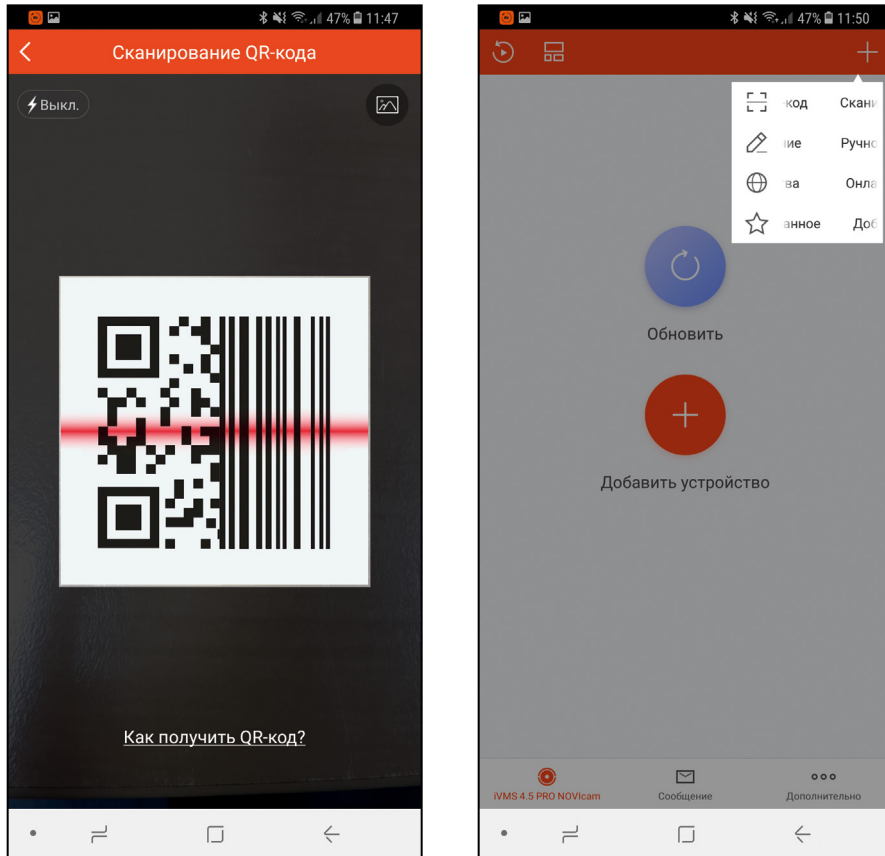 47% 11:47
Сканирование QR-кода
Выкл.
Как получить QR-код?
47% 11:50
-код Скани
ие Ручно
ва Онла
анное Доб
Обновить
Добавить устройство
iVMS 4.5 PRO NOVIcam
Сообщение
Дополнительно